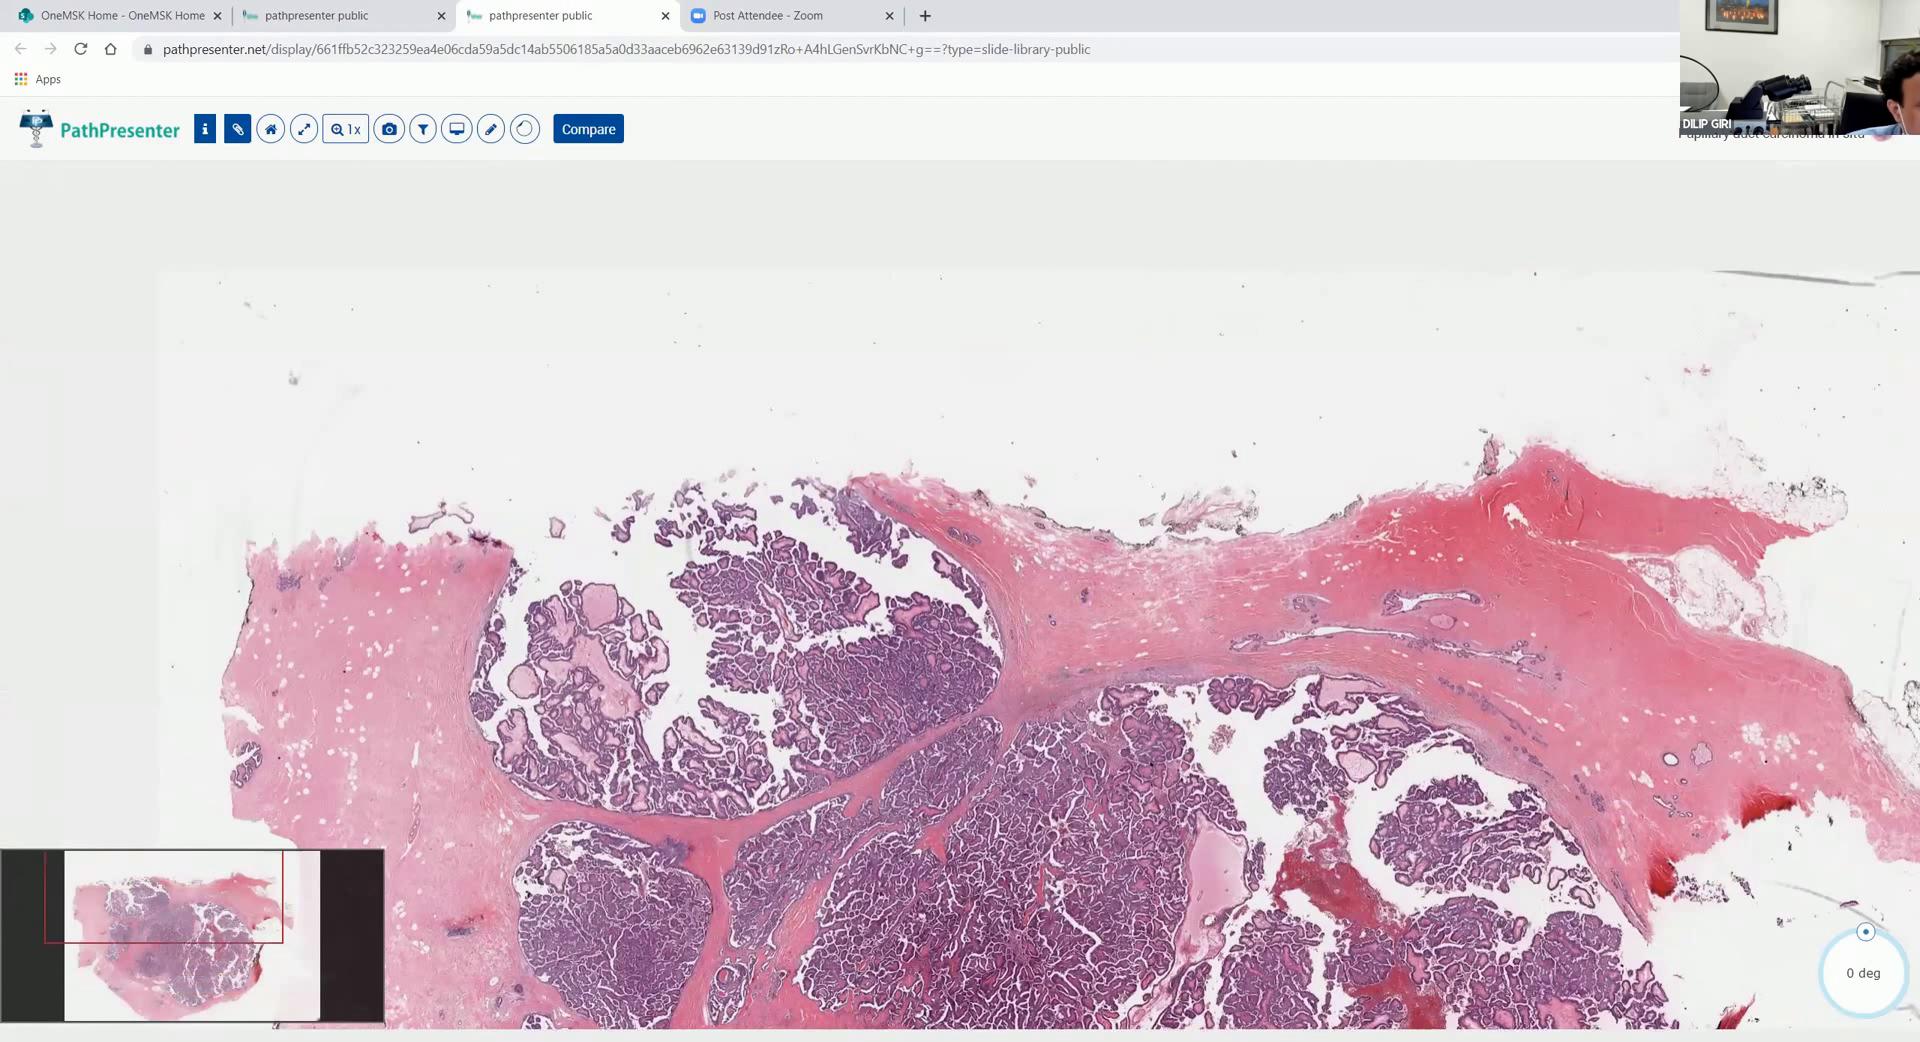 OneMSK Home - OneMSK Home
pathpresenter public
pathpresenter public
Post Attendee - Zoom
pathpresenter.net/display/661ffb52c323259ea4e06cda59a5dc14ab5506185a5a0d33aaceb6962e63139d91zRo+A4hLGenSvrKbNC+g==?type=slide-library-public
Apps
PathPresenter
i
1x
Compare
DILIP GIRI
0 deg